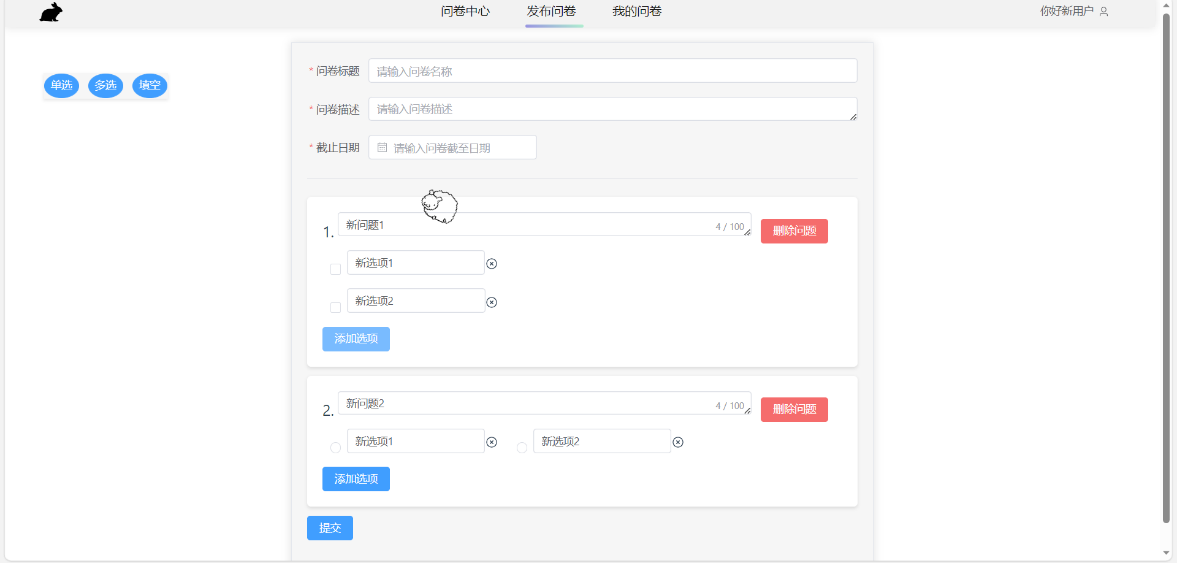 问卷中心 发布问卷 我的问卷 你好新用户
单选 多选 填空
* 问卷标题 请输入问卷名称
* 问卷描述 请输入问卷描述
* 截止日期 请输入问卷截至日期
1. 新问题1 4 / 100 删除问题
新选项1
新选项2
添加选项
2. 新问题2 4 / 100 删除问题
新选项1 新选项2
添加选项
提交